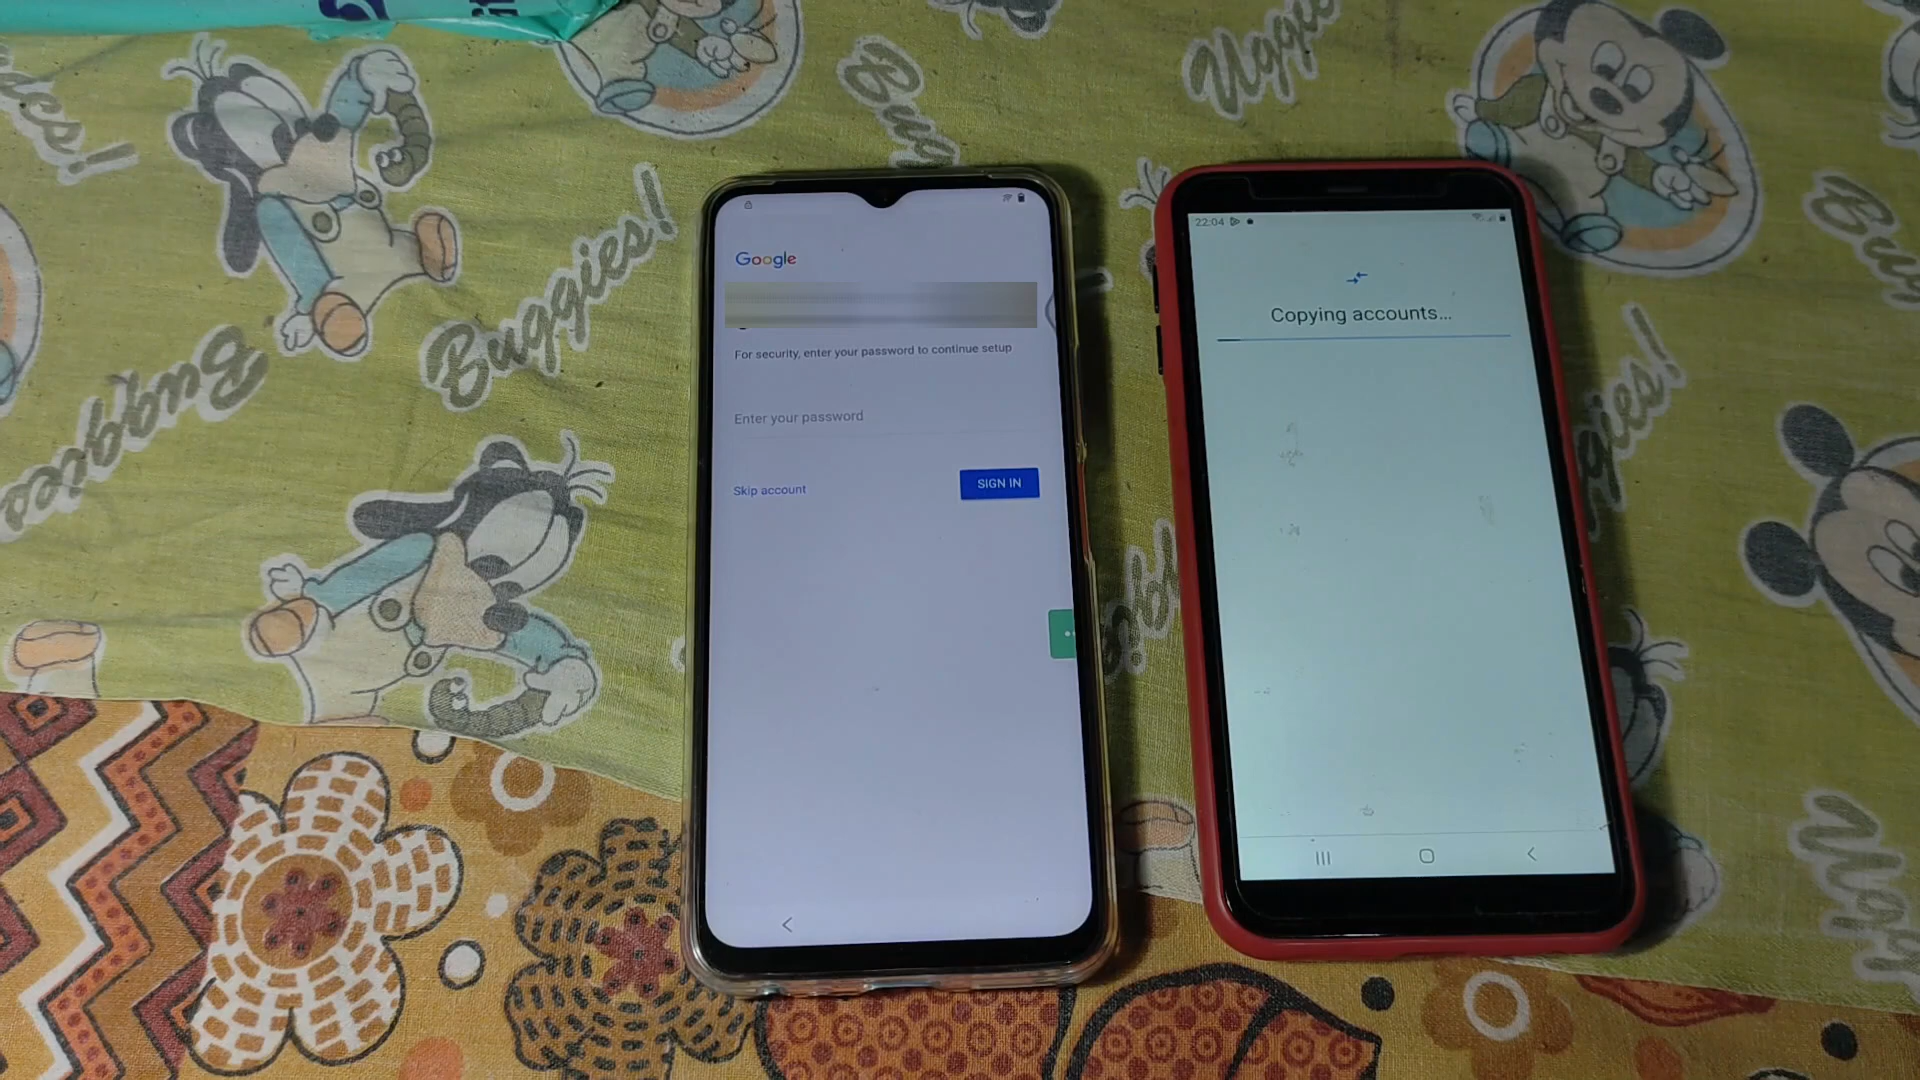 Buggies!
Buggies!
Buggies!
Google
For security, enter your password to continue setup
Enter your password
Skip account
SIGN IN
22:04
Copying accounts...